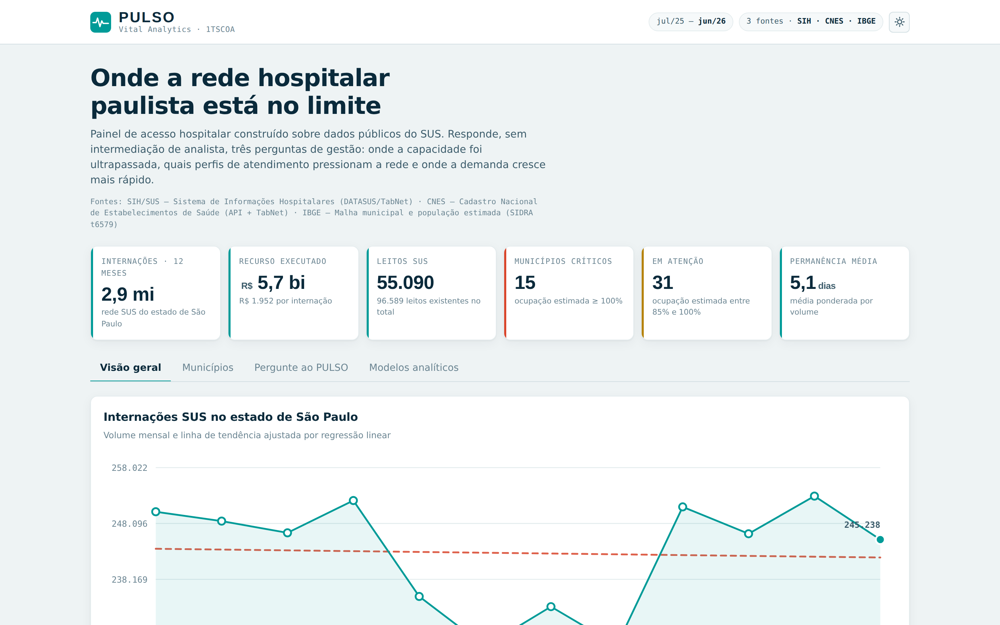 PULSO
Vital Analytics · 1TSCOA
jul/25 — jun/26
3 fontes · SIH · CNES · IBGE
Onde a rede hospitalar
paulista está no limite
Painel de acesso hospitalar construído sobre dados públicos do SUS. Responde, sem
intermediação de analista, três perguntas de gestão: onde a capacidade foi
ultrapassada, quais perfis de atendimento pressionam a rede e onde a demanda cresce
mais rápido.
Fontes: SIH/SUS — Sistema de Informações Hospitalares (DATASUS/TabNet) · CNES — Cadastro Nacional
de Estabelecimentos de Saúde (API + TabNet) · IBGE — Malha municipal e população estimada (SIDRA
t6579)
INTERNAÇÕES · 12
MESES
2,9 mi
rede SUS do estado de São
Paulo
RECURSO EXECUTADO
R$ 5,7 bi
R$ 1.952 por internação
LEITOS SUS
55.090
96.589 leitos existentes no
total
MUNICÍPIOS CRÍTICOS
15
ocupação estimada ≥ 100%
EM ATENÇÃO
31
ocupação estimada entre
85% e 100%
PERMANÊNCIA MÉDIA
5,1 dias
média ponderada por
volume
Visão geral
Municípios
Pergunte ao PULSO
Modelos analíticos
Internações SUS no estado de São Paulo
Volume mensal e linha de tendência ajustada por regressão linear
258.022
248.096
245.238
238.169